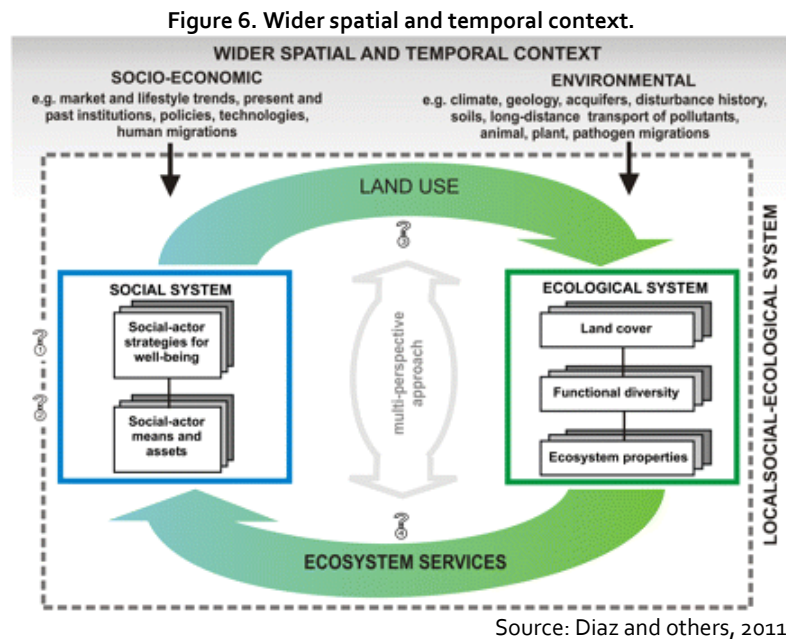 Figure 6. Wider spatial and temporal context.
WIDER SPATIAL AND TEMPORAL CONTEXT
SOCIO-ECONOMIC
e.g. market and lifestyle trends, present and
past institutions, policies, technologies,
human migrations
ENVIRONMENTAL
e.g. climate, geology, acquifers, disturbance history,
soils, long-distance transport of pollutants,
animal, plant, pathogen migrations
LAND USE
SOCIAL SYSTEM
Social-actor
strategies for
well-being
Social-actor
means and
assets
multi-perspective
approach
ECOLOGICAL SYSTEM
Land cover
Functional diversity
Ecosystem properties
ECOSYSTEM SERVICES
LOCALSOCIAL-ECOLOGICAL SYSTEM
Source: Diaz and others, 2011